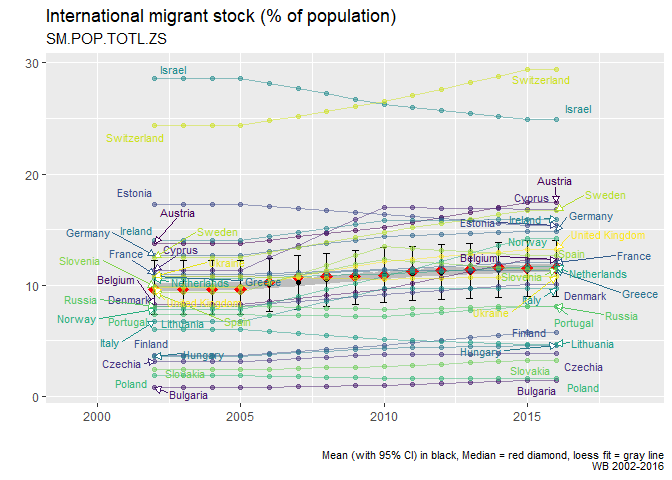 International migrant stock (% of population)
SM.POP.TOTL.ZS
30
20
10
0
Israel
Switzerland
Switzerland
Israel
Estonia
Austria
Austria
Cyprus
Sweden
Germany
Ireland
Sweden
Estonia
Ireland
Germany
United Kingdom
France
Cyprus
Norway
Slovenia
Ukraine
Belgium
Slovenia
Spain
France
Belgium
Netherlands
Greece
Netherlands
Russia
Denmark
United Kingdom
Italy
Denmark
Greece
Norway
Portugal
Lithuania
Spain
Ukraine
Portugal
Russia
Italy
Finland
Finland
Hungary
Hungary
Lithuania
Czechia
Slovakia
Slovakia
Czechia
Poland
Bulgaria
Bulgaria
Poland
2000
2005
2010
2015
Mean (with 95% CI) in black, Median = red diamond, loess fit = gray line
WB 2002-2016